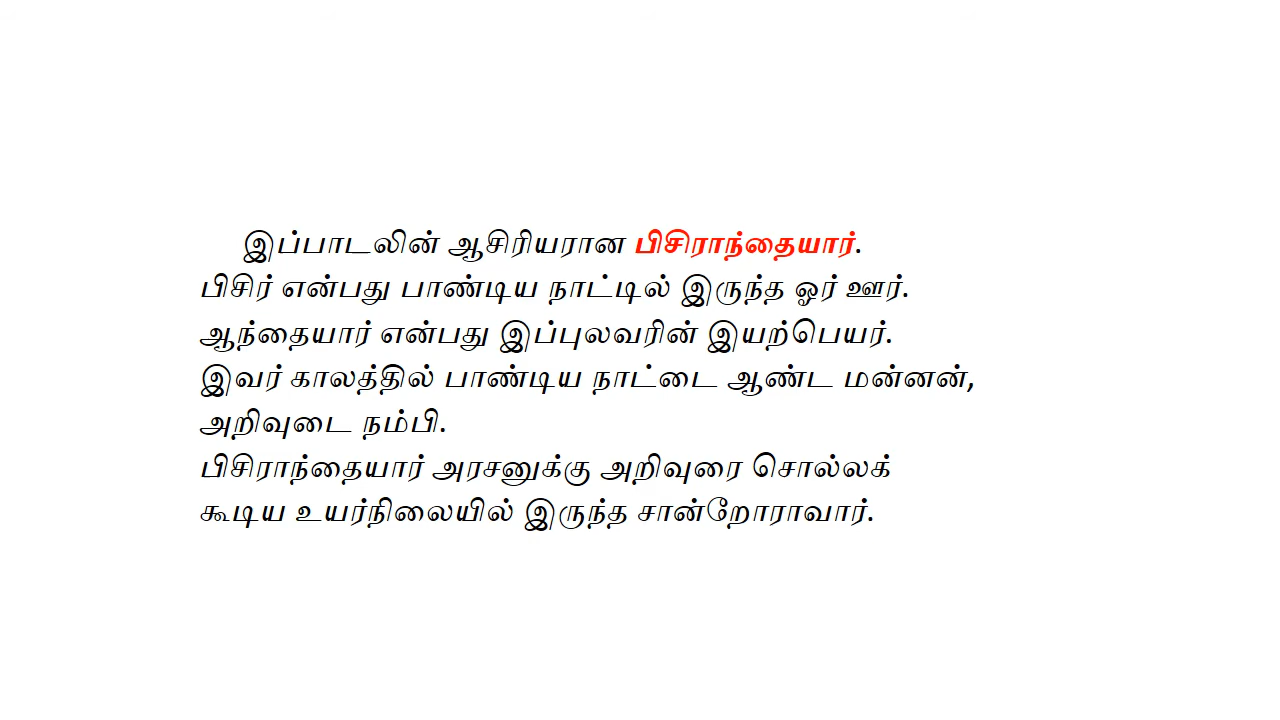 இப்பாடலின் ஆசிரியரான பிசிராந்தையார்.
பிசிர் என்பது பாண்டிய நாட்டில் இருந்த ஓர் ஊர்.
ஆந்தையார் என்பது இப்புலவரின் இயற்பெயர்.
இவர் காலத்தில் பாண்டிய நாட்டை ஆண்ட மன்னன்,
அறிவுடை நம்பி.
பிசிராந்தையார் அரசனுக்கு அறிவுரை சொல்லக்
கூடிய உயர்நிலையில் இருந்த சான்றோராவார்.